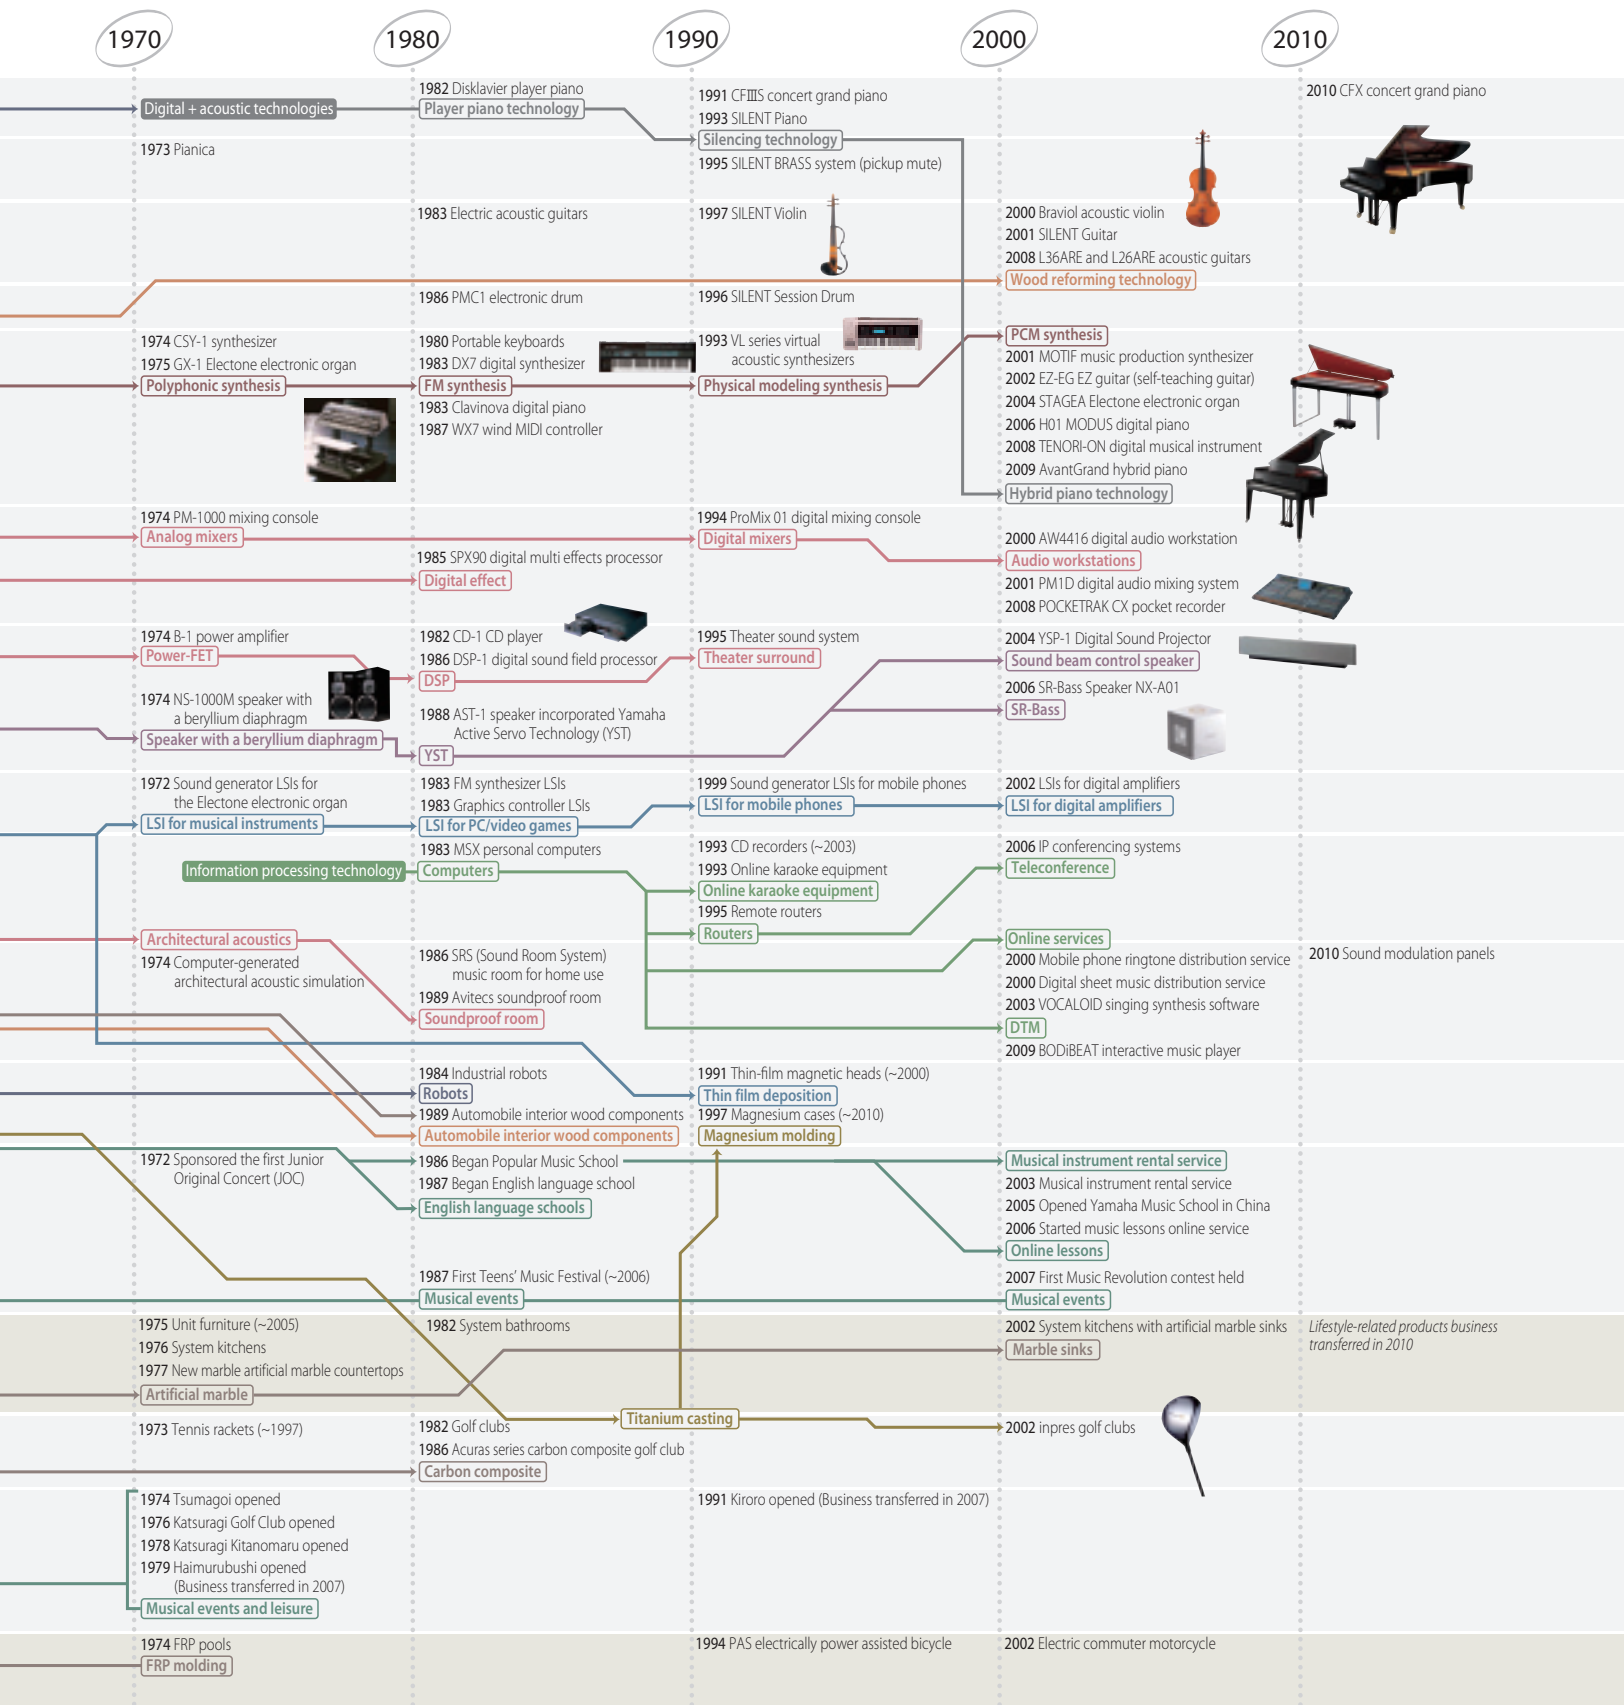 1970
1980
1990
2000
2010
Digital + acoustic technologies
1982 Disklavier player piano
Player piano technology
1991 CFⅢS concert grand piano
1993 SILENT Piano
Silencing technology
1995 SILENT BRASS system (pickup mute)
2010 CFX concert grand piano
1973 Pianica
1983 Electric acoustic guitars
1997 SILENT Violin
2000 Braviol acoustic violin
2001 SILENT Guitar
2008 L36ARE and L26ARE acoustic guitars
Wood reforming technology
1986 PMC1 electronic drum
1996 SILENT Session Drum
1974 CSY-1 synthesizer
1975 GX-1 Electone electronic organ
Polyphonic synthesis
1980 Portable keyboards
1983 DX7 digital synthesizer
FM synthesis
1983 Clavinova digital piano
1987 WX7 wind MIDI controller
1993 VL series virtual
acoustic synthesizers
Physical modeling synthesis
PCM synthesis
2001 MOTIF music production synthesizer
2002 EZ-EG EZ guitar (self-teaching guitar)
2004 STAGEA Electone electronic organ
2006 H01 MODUS digital piano
2008 TENORI-ON digital musical instrument
2009 AvantGrand hybrid piano
Hybrid piano technology
1974 PM-1000 mixing console
Analog mixers
1985 SPX90 digital multi effects processor
Digital effect
1994 ProMix 01 digital mixing console
Digital mixers
2000 AW4416 digital audio workstation
Audio workstations
2001 PM1D digital audio mixing system
2008 POCKETRAK CX pocket recorder
1974 B-1 power amplifier
Power-FET
1974 NS-1000M speaker with
a beryllium diaphragm
Speaker with a beryllium diaphragm
1982 CD-1 CD player
1986 DSP-1 digital sound field processor
DSP
1988 AST-1 speaker incorporated Yamaha
Active Servo Technology (YST)
YST
1995 Theater sound system
Theater surround
2004 YSP-1 Digital Sound Projector
Sound beam control speaker
2006 SR-Bass Speaker NX-A01
SR-Bass
1972 Sound generator LSIs for
the Electone electronic organ
LSI for musical instruments
1983 FM synthesizer LSIs
1983 Graphics controller LSIs
LSI for PC/video games
1999 Sound generator LSIs for mobile phones
LSI for mobile phones
2002 LSIs for digital amplifiers
LSI for digital amplifiers
Information processing technology
1983 MSX personal computers
Computers
1993 CD recorders (~2003)
1993 Online karaoke equipment
Online karaoke equipment
1995 Remote routers
Routers
2006 IP conferencing systems
Teleconference
Architectural acoustics
1974 Computer-generated
architectural acoustic simulation
1986 SRS (Sound Room System)
music room for home use
1989 Avitecs soundproof room
Soundproof room
Online services
2000 Mobile phone ringtone distribution service
2000 Digital sheet music distribution service
2003 VOCALOID singing synthesis software
DTM
2009 BODiBEAT interactive music player
2010 Sound modulation panels
1984 Industrial robots
Robots
1989 Automobile interior wood components
Automobile interior wood components
1991 Thin-film magnetic heads (~2000)
Thin film deposition
1997 Magnesium cases (~2010)
Magnesium molding
1972 Sponsored the first Junior
Original Concert (JOC)
1986 Began Popular Music School
1987 Began English language school
English language schools
Musical instrument rental service
2003 Musical instrument rental service
2005 Opened Yamaha Music School in China
2006 Started music lessons online service
Online lessons
1987 First Teens’ Music Festival (~2006)
Musical events
2007 First Music Revolution contest held
Musical events
1975 Unit furniture (~2005)
1976 System kitchens
1977 New marble artificial marble countertops
Artificial marble
1982 System bathrooms
2002 System kitchens with artificial marble sinks
Marble sinks
Lifestyle-related products business
transferred in 2010
1973 Tennis rackets (~1997)
1982 Golf clubs
1986 Acuras series carbon composite golf club
Carbon composite
Titanium casting
2002 inpres golf clubs
1974 Tsumagoi opened
1976 Katsuragi Golf Club opened
1978 Katsuragi Kitanomaru opened
1979 Haimurubushi opened
(Business transferred in 2007)
Musical events and leisure
1991 Kiroro opened (Business transferred in 2007)
1974 FRP pools
FRP molding
1994 PAS electrically power assisted bicycle
2002 Electric commuter motorcycle